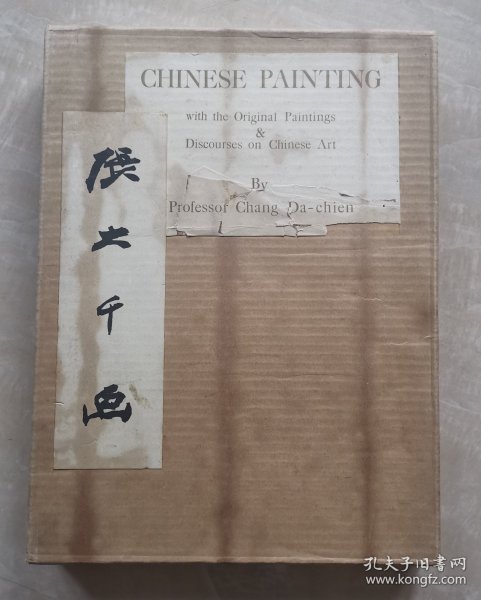 CHINESE PAINTING
with the Original Paintings
&
Discourses on Chinese Art
By
Professor Chang Da-chien
張
大
千
画
孔夫子旧书网
www.kongfz.com